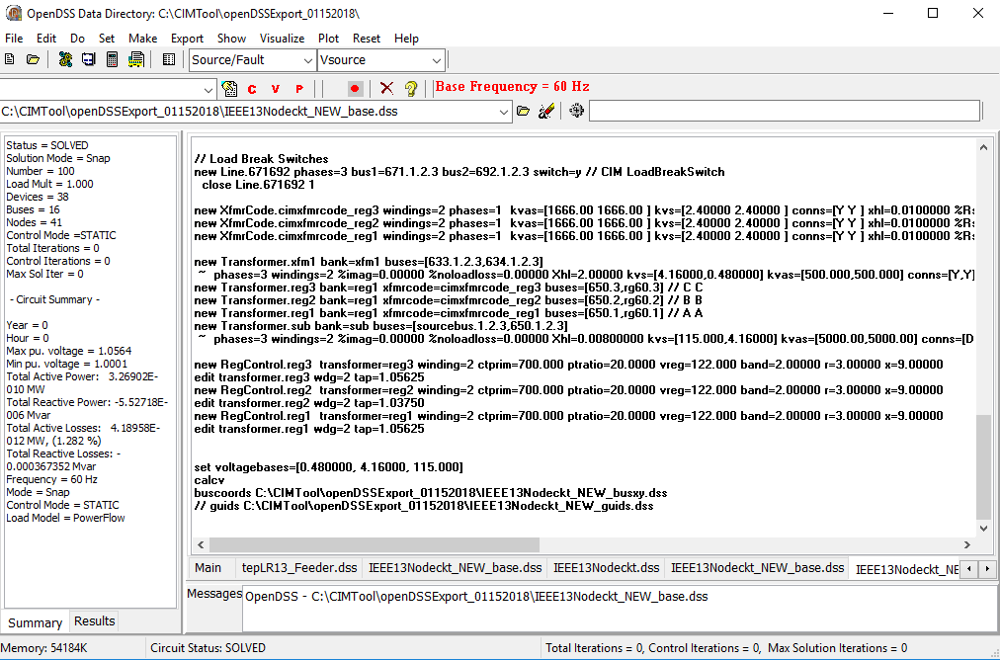 OpenDSS Data Directory: C:\CIMTool\openDSSExport_01152018\
File Edit Do Set Make Export Show Visualize Plot Reset Help
Source/Fault Vsource
C V P Base Frequency = 60 Hz
C:\CIMTool\openDSSExport_01152018\IEEE13Nodeckt_NEW_base.dss
Status = SOLVED
Solution Mode = Snap
Number = 100
Load Mult = 1.000
Devices = 38
Buses = 16
Nodes = 41
Control Mode =STATIC
Total Iterations = 0
Control Iterations = 0
Max Sol Iter = 0
- Circuit Summary -
Year = 0
Hour = 0
Max pu. voltage = 1.0564
Min pu. voltage = 1.0001
Total Active Power: 3.26902E-
010 MW
Total Reactive Power: -5.52718E-
006 Mvar
Total Active Losses: 4.18958E-
012 MW, (1.282 %)
Total Reactive Losses: -
0.000367352 Mvar
Frequency = 60 Hz
Mode = Snap
Control Mode = STATIC
Load Model = PowerFlow
Summary Results
// Load Break Switches
new Line.671692 phases=3 bus1=671.1.2.3 bus2=692.1.2.3 switch=y // CIM LoadBreakSwitch
close Line.671692 1
new XfmrCode.cimxfmrcode_reg3 windings=2 phases=1 kvas=[1666.00 1666.00 ] kvs=[2.40000 2.40000 ] conns=[Y Y ] xhl=0.0100000 %Rs
new XfmrCode.cimxfmrcode_reg2 windings=2 phases=1 kvas=[1666.00 1666.00 ] kvs=[2.40000 2.40000 ] conns=[Y Y ] xhl=0.0100000 %Rs
new XfmrCode.cimxfmrcode_reg1 windings=2 phases=1 kvas=[1666.00 1666.00 ] kvs=[2.40000 2.40000 ] conns=[Y Y ] xhl=0.0100000 %Rs
new Transformer.xfm1 bank=xfm1 buses=[633.1.2.3,634.1.2.3]
~ phases=3 windings=2 %imag=0.00000 %noloadloss=0.00000 Xhl=2.00000 kvs=[4.16000,0.480000] kvas=[500.000,500.000] conns=[Y,Y]
new Transformer.reg3 bank=reg1 xfmrcode=cimxfmrcode_reg3 buses=[650.3,rg60.3] // C C
new Transformer.reg2 bank=reg1 xfmrcode=cimxfmrcode_reg2 buses=[650.2,rg60.2] // B B
new Transformer.reg1 bank=reg1 xfmrcode=cimxfmrcode_reg1 buses=[650.1,rg60.1] // A A
new Transformer.sub bank=sub buses=[sourcebus.1.2.3,650.1.2.3]
~ phases=3 windings=2 %imag=0.00000 %noloadloss=0.00000 Xhl=0.00800000 kvs=[115.000,4.16000] kvas=[5000.00,5000.00] conns=[D
new RegControl.reg3 transformer=reg3 winding=2 ctprim=700.000 ptratio=20.0000 vreg=122.000 band=2.00000 r=3.00000 x=9.00000
edit transformer.reg3 wdg=2 tap=1.05625
new RegControl.reg2 transformer=reg2 winding=2 ctprim=700.000 ptratio=20.0000 vreg=122.000 band=2.00000 r=3.00000 x=9.00000
edit transformer.reg2 wdg=2 tap=1.03750
new RegControl.reg1 transformer=reg1 winding=2 ctprim=700.000 ptratio=20.0000 vreg=122.000 band=2.00000 r=3.00000 x=9.00000
edit transformer.reg1 wdg=2 tap=1.05625
set voltagebases=[0.480000, 4.16000, 115.000]
calcv
buscoords C:\CIMTool\openDSSExport_01152018\IEEE13Nodeckt_NEW_busxy.dss
// guids C:\CIMTool\openDSSExport_01152018\IEEE13Nodeckt_NEW_guids.dss
Main tepLR13_Feeder.dss IEEE13Nodeckt_NEW_base.dss IEEE13Nodeckt.dss IEEE13Nodeckt_NEW_base.dss IEEE13Nodeckt_NE
Messages OpenDSS - C:\CIMTool\openDSSExport_01152018\IEEE13Nodeckt_NEW_base.dss
Memory: 54184K Circuit Status: SOLVED Total Iterations = 0, Control Iterations = 0, Max Solution Iterations = 0